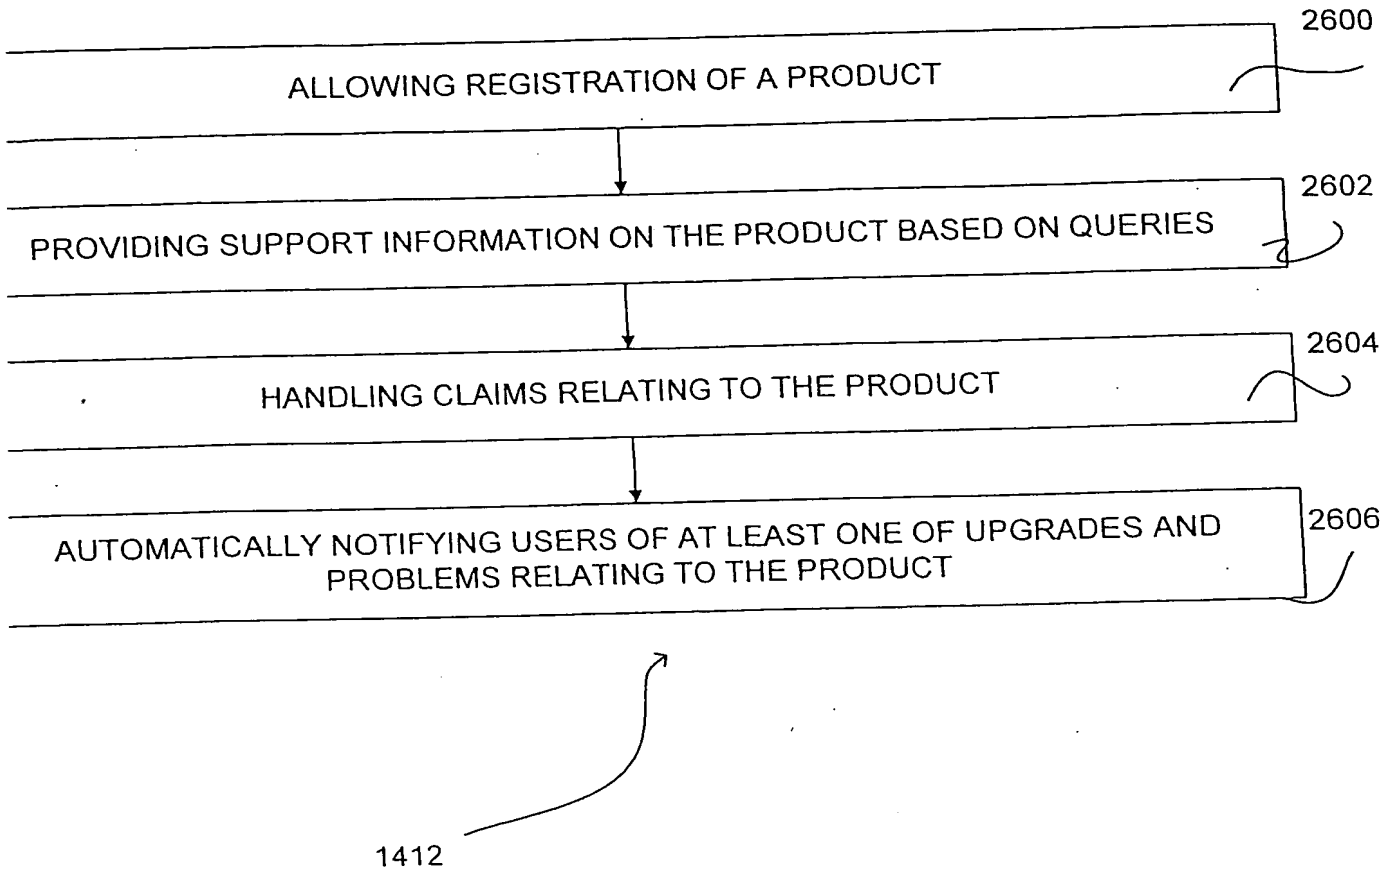 2600
ALLOWING REGISTRATION OF A PRODUCT
2602
PROVIDING SUPPORT INFORMATION ON THE PRODUCT BASED ON QUERIES
2604
HANDLING CLAIMS RELATING TO THE PRODUCT
2606
AUTOMATICALLY NOTIFYING USERS OF AT LEAST ONE OF UPGRADES AND
PROBLEMS RELATING TO THE PRODUCT
1412